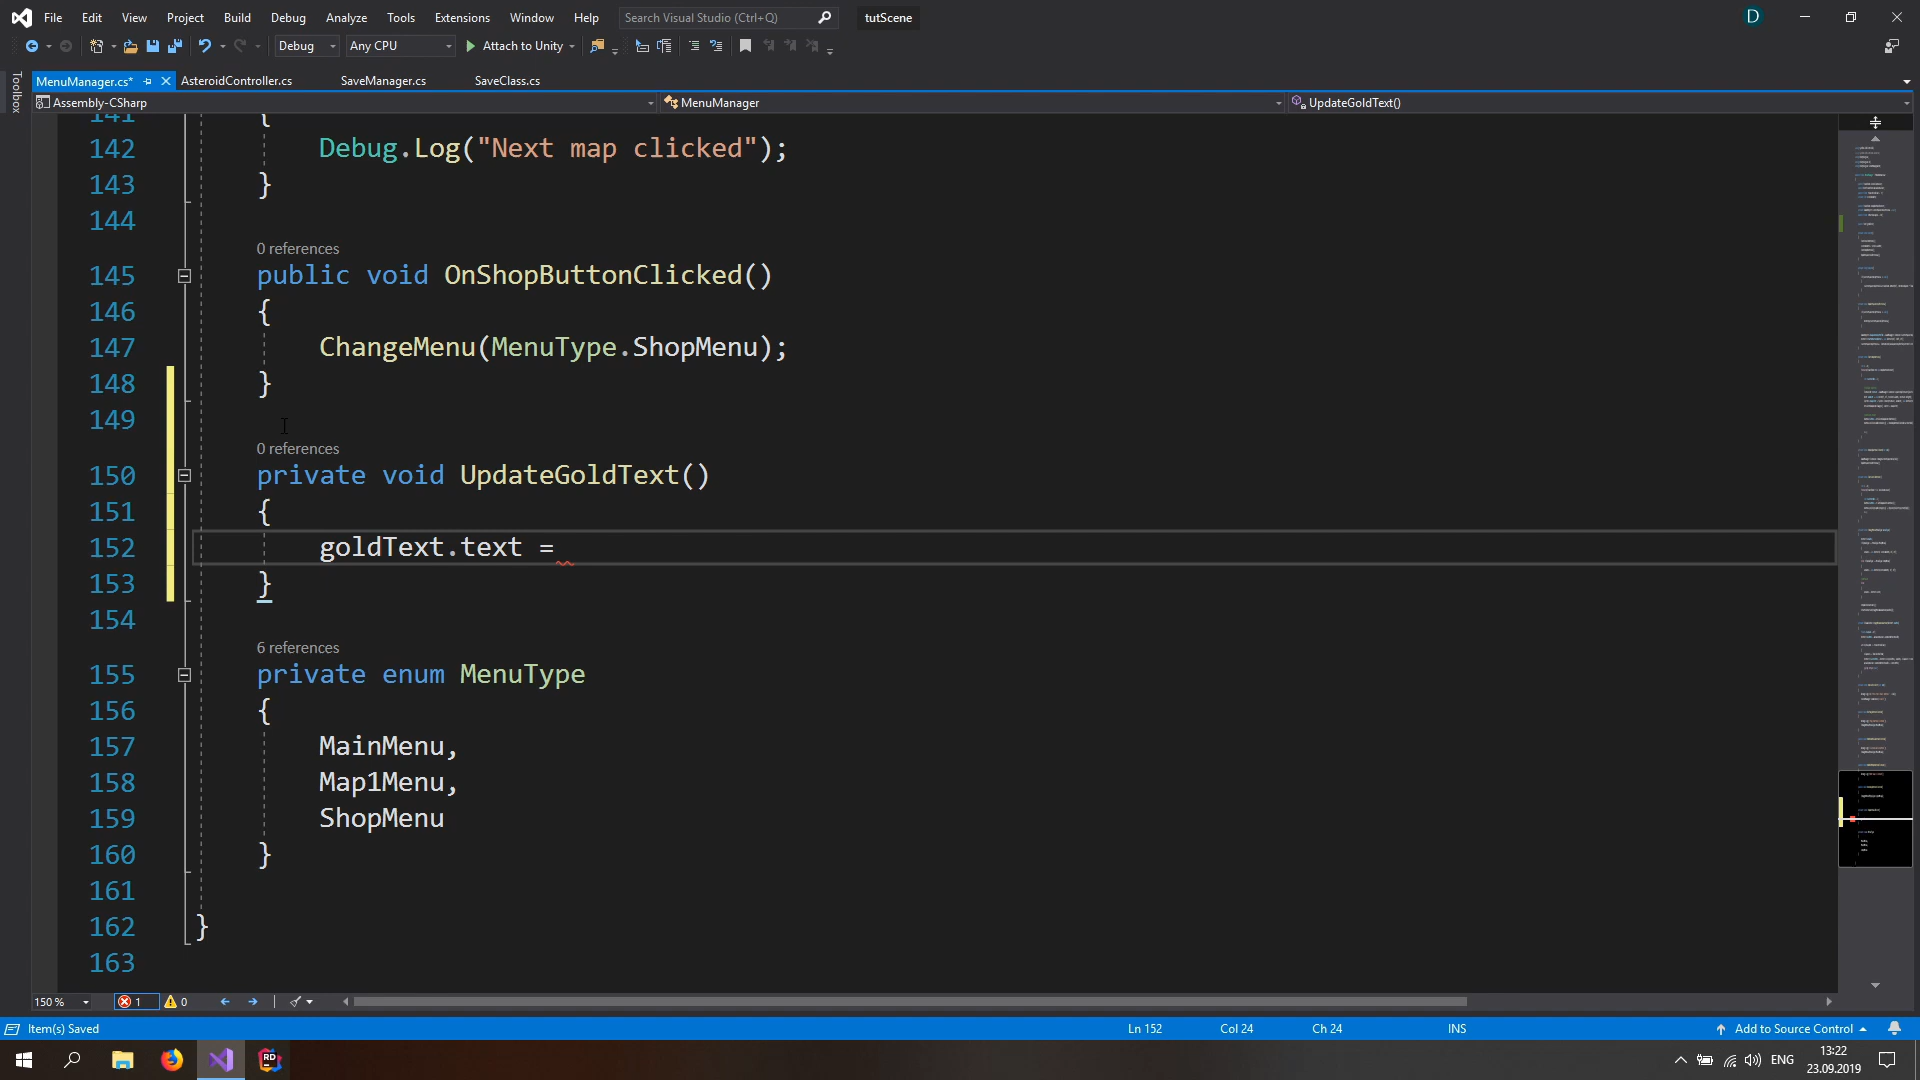 File Edit View Project Build Debug Analyze Tools Extensions Window Help Search Visual Studio (Ctrl+Q) tutScene D
Debug Any CPU Attach to Unity
Toolbox
MenuManager.cs* AsteroidController.cs SaveManager.cs SaveClass.cs
Assembly-CSharp MenuManager UpdateGoldText()
141 {
142 Debug.Log("Next map clicked");
143 }
144
0 references
145 public void OnShopButtonClicked()
146 {
147 ChangeMenu(MenuType.ShopMenu);
148 }
149
0 references
150 private void UpdateGoldText()
151 {
152 goldText.text =
153 }
154
6 references
155 private enum MenuType
156 {
157 MainMenu,
158 Map1Menu,
159 ShopMenu
160 }
161
162 }
163
150 % 1 0
Item(s) Saved Ln 152 Col 24 Ch 24 INS Add to Source Control
RD ENG 13:22
23.09.2019